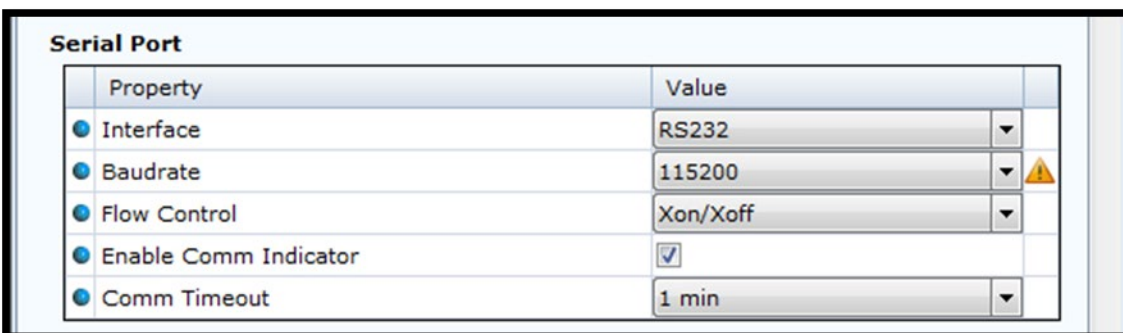 Serial Port
Property Value
Interface RS232
Baudrate 115200
Flow Control Xon/Xoff
Enable Comm Indicator
Comm Timeout 1 min